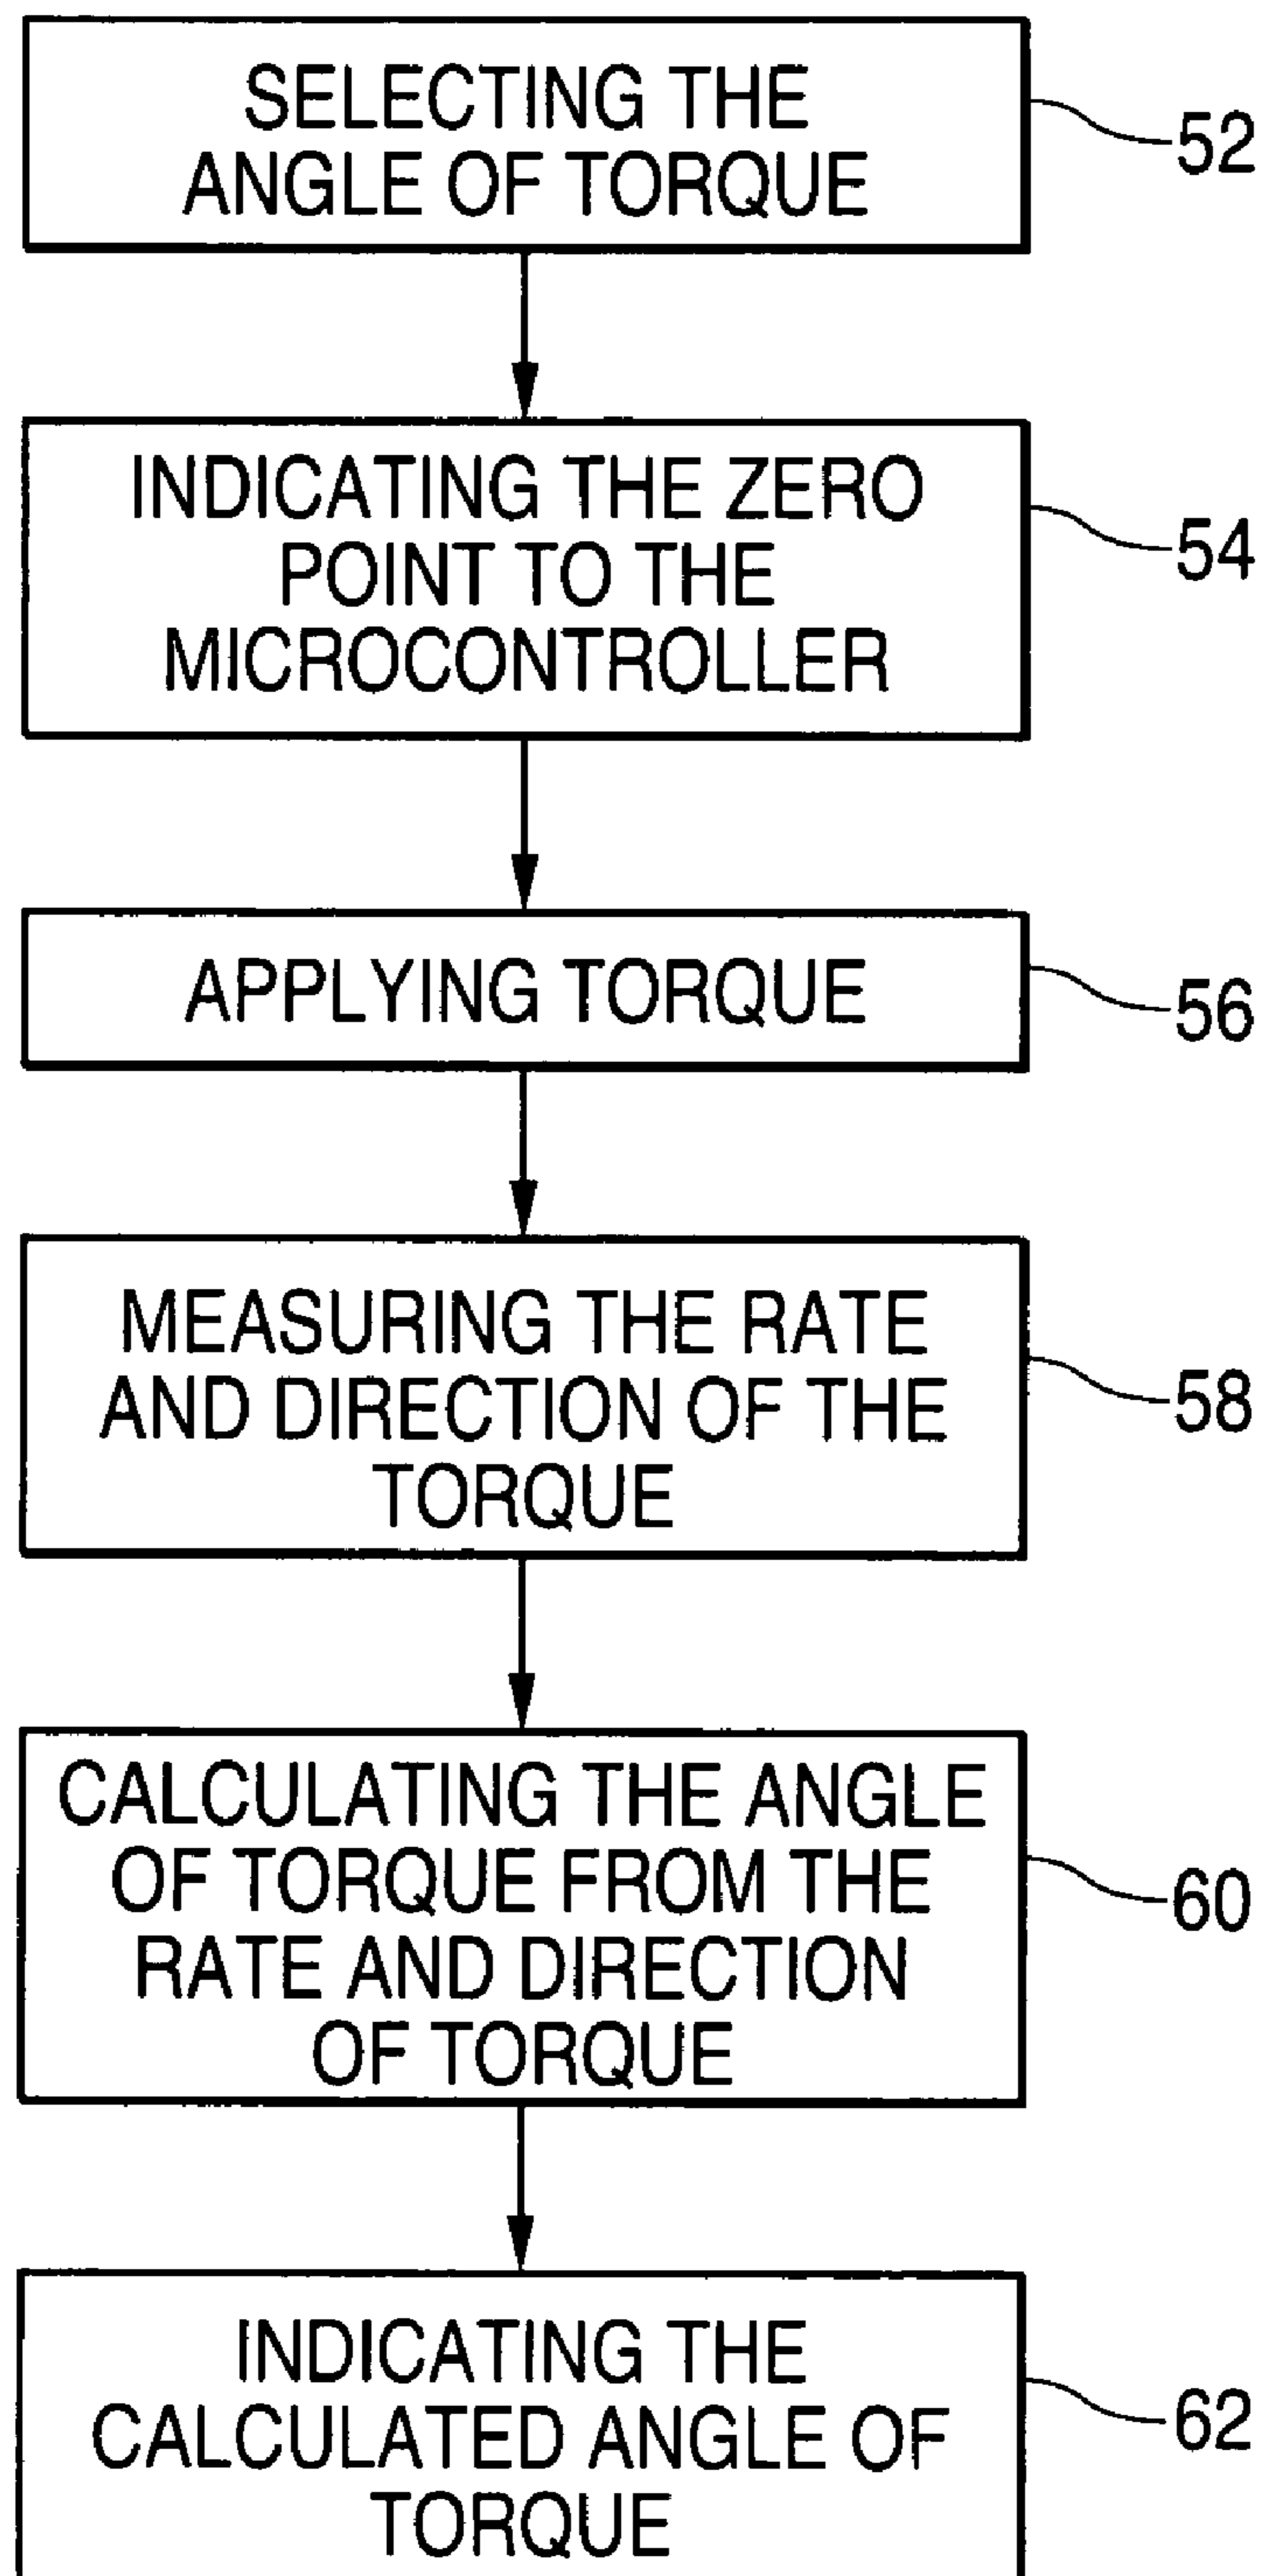 SELECTING THE
ANGLE OF TORQUE
52
INDICATING THE ZERO
POINT TO THE
MICROCONTROLLER
54
APPLYING TORQUE
56
MEASURING THE RATE
AND DIRECTION OF THE
TORQUE
58
CALCULATING THE ANGLE
OF TORQUE FROM THE
RATE AND DIRECTION
OF TORQUE
60
INDICATING THE
CALCULATED ANGLE OF
TORQUE
62